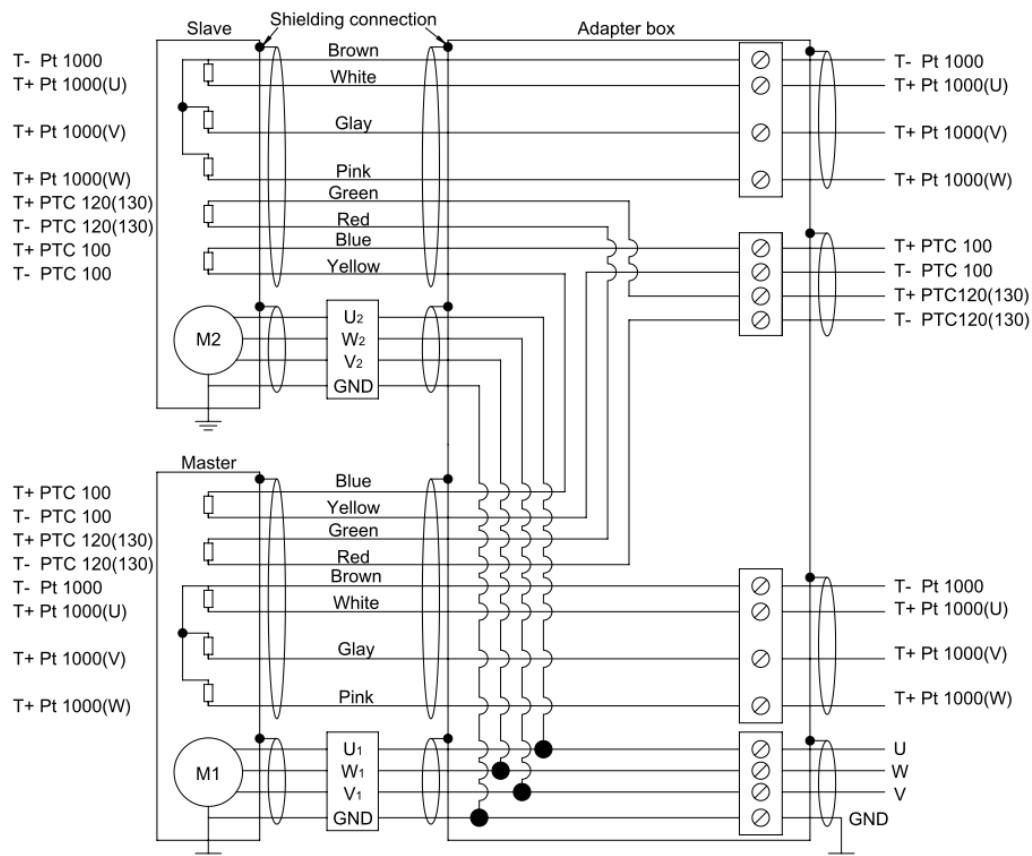 Shielding connection
Slave
Adapter box
T- Pt 1000
T+ Pt 1000(U)
T+ Pt 1000(V)
T+ Pt 1000(W)
T+ PTC 120(130)
T- PTC 120(130)
T+ PTC 100
T- PTC 100
Brown
White
Glay
Pink
Green
Red
Blue
Yellow
T- Pt 1000
T+ Pt 1000(U)
T+ Pt 1000(V)
T+ Pt 1000(W)
T+ PTC 100
T- PTC 100
T+ PTC120(130)
T- PTC120(130)
M2
U2
W2
V2
GND
Master
T+ PTC 100
T- PTC 100
T+ PTC 120(130)
T- PTC 120(130)
T- Pt 1000
T+ Pt 1000(U)
T+ Pt 1000(V)
T+ Pt 1000(W)
Blue
Yellow
Green
Red
Brown
White
Glay
Pink
T- Pt 1000
T+ Pt 1000(U)
T+ Pt 1000(V)
T+ Pt 1000(W)
M1
U1
W1
V1
GND
U
W
V
GND